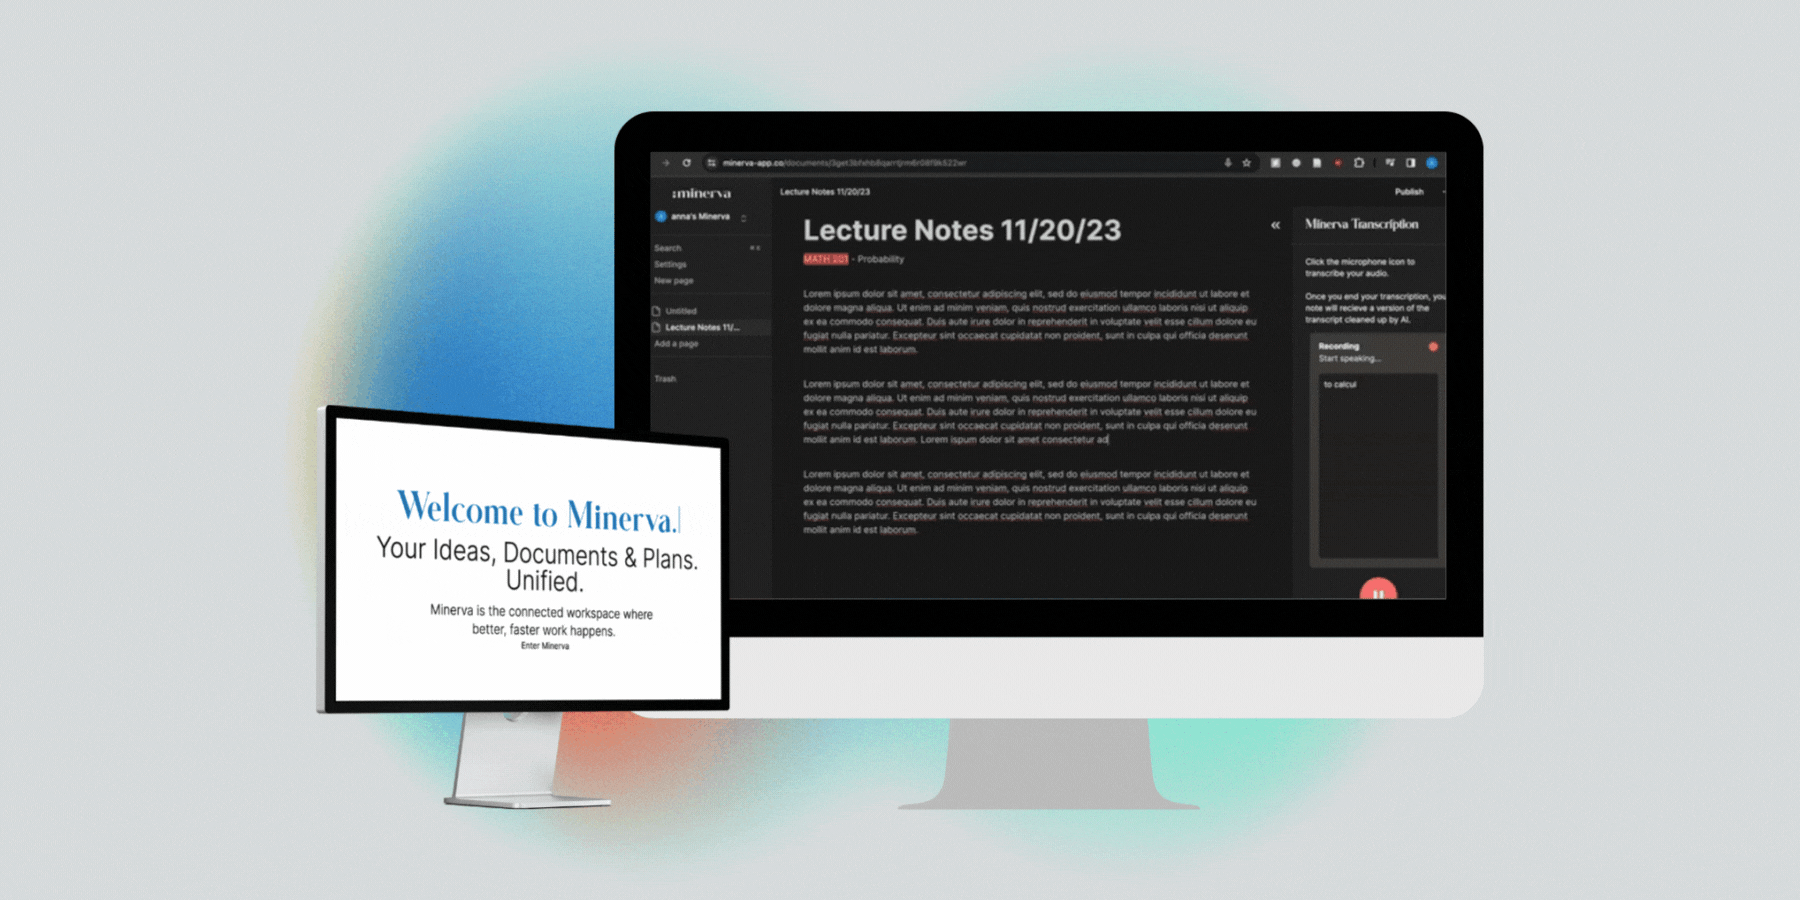 minerva-app.co/documents/
:minerva
Lecture Notes 11/20/23
Publish
anna's Minerva
Search
Settings
New page
Untitled
Lecture Notes 11/...
Add a page
Trash
Lecture Notes 11/20/23
MATH 201 - Probability
Lorem ipsum dolor sit amet, consectetur adipiscing elit, sed do eiusmod tempor incididunt ut labore et
dolore magna aliqua. Ut enim ad minim veniam, quis nostrud exercitation ullamco laboris nisi ut aliquip
ex ea commodo consequat. Duis aute irure dolor in reprehenderit in voluptate velit esse cillum dolore eu
fugiat nulla pariatur. Excepteur sint occaecat cupidatat non proident, sunt in culpa qui officia deserunt
mollit anim id est laborum.
Lorem ipsum dolor sit amet, consectetur adipiscing elit, sed do eiusmod tempor incididunt ut labore et
dolore magna aliqua. Ut enim ad minim veniam, quis nostrud exercitation ullamco laboris nisi ut aliquip
ex ea commodo consequat. Duis aute irure dolor in reprehenderit in voluptate velit esse cillum dolore eu
fugiat nulla pariatur. Excepteur sint occaecat cupidatat non proident, sunt in culpa qui officia deserunt
mollit anim id est laborum. Lorem ispum dolor sit amet consectetur ad
Lorem ipsum dolor sit amet, consectetur adipiscing elit, sed do eiusmod tempor incididunt ut labore et
dolore magna aliqua. Ut enim ad minim veniam, quis nostrud exercitation ullamco laboris nisi ut aliquip
ex ea commodo consequat. Duis aute irure dolor in reprehenderit in voluptate velit esse cillum dolore eu
fugiat nulla pariatur. Excepteur sint occaecat cupidatat non proident, sunt in culpa qui officia deserunt
mollit anim id est laborum.
Minerva Transcription
Click the microphone icon to
transcribe your audio.
Once you end your transcription, you
note will recieve a version of the
transcript cleaned up by AI.
Recording
Start speaking...
to calcul
Welcome to Minerva.
Your Ideas, Documents & Plans.
Unified.
Minerva is the connected workspace where
better, faster work happens.
Enter Minerva